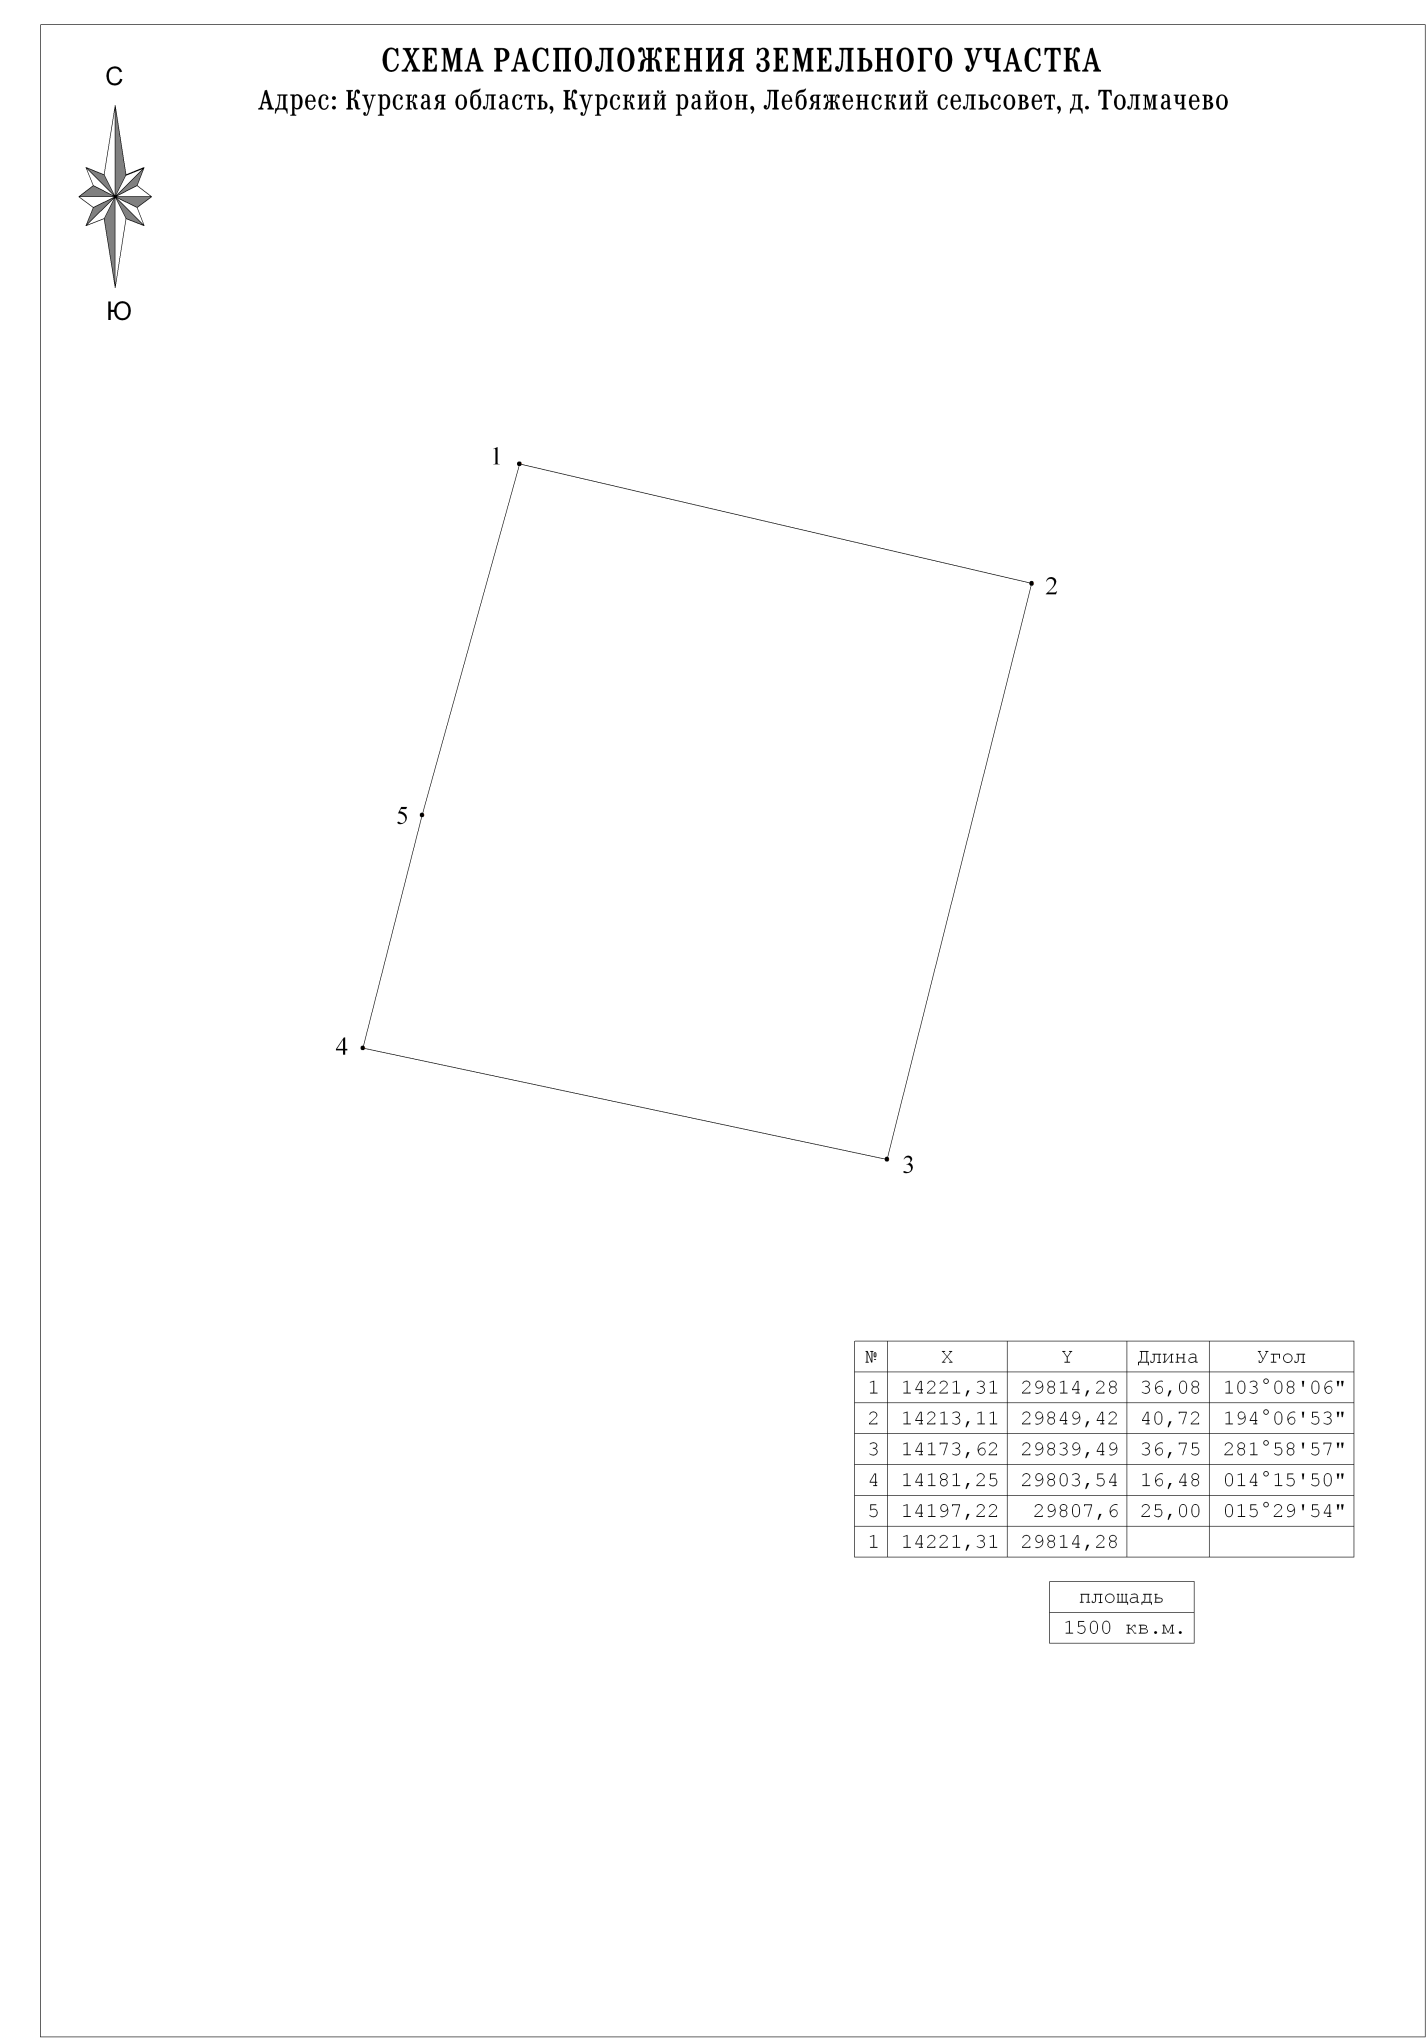 СХЕМА РАСПОЛОЖЕНИЯ ЗЕМЕЛЬНОГО УЧАСТКА
Адрес: Курская область, Курский район, Лебяженский сельсовет, д. Толмачево
С
Ю
1
2
5
4
3
№ X Y Длина Угол
1 14221,31 29814,28 36,08 103°08'06"
2 14213,11 29849,42 40,72 194°06'53"
3 14173,62 29839,49 36,75 281°58'57"
4 14181,25 29803,54 16,48 014°15'50"
5 14197,22 29807,6 25,00 015°29'54"
1 14221,31 29814,28
площадь
1500 кв.м.